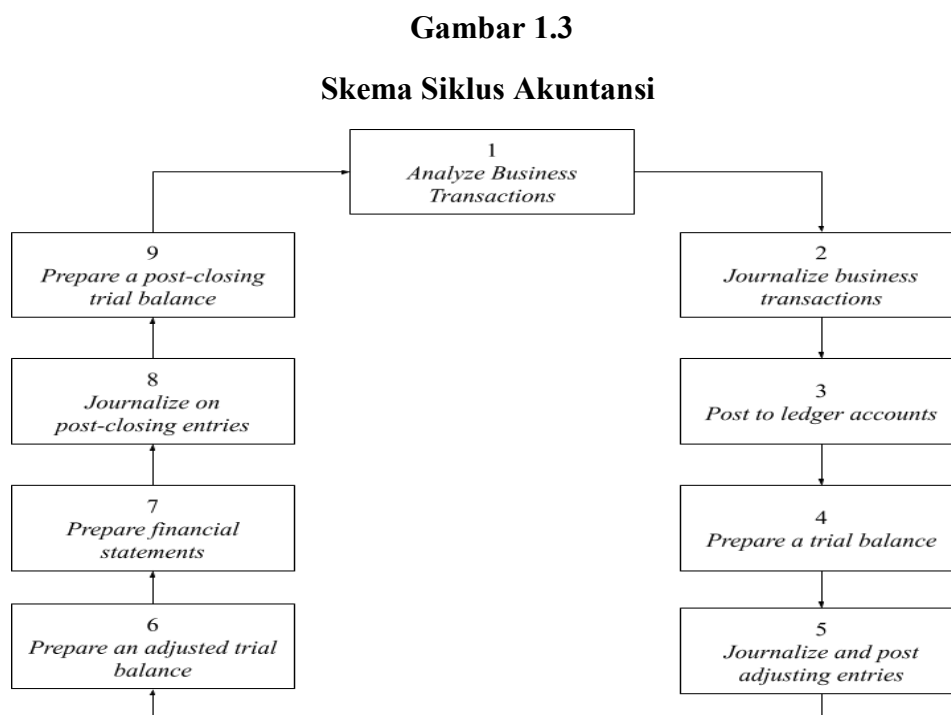 Gambar 1.3
Skema Siklus Akuntansi
1
Analyze Business
Transactions
2
Journalize business
transactions
3
Post to ledger accounts
4
Prepare a trial balance
5
Journalize and post
adjusting entries
6
Prepare an adjusted trial
balance
7
Prepare financial
statements
8
Journalize on
post-closing entries
9
Prepare a post-closing
trial balance